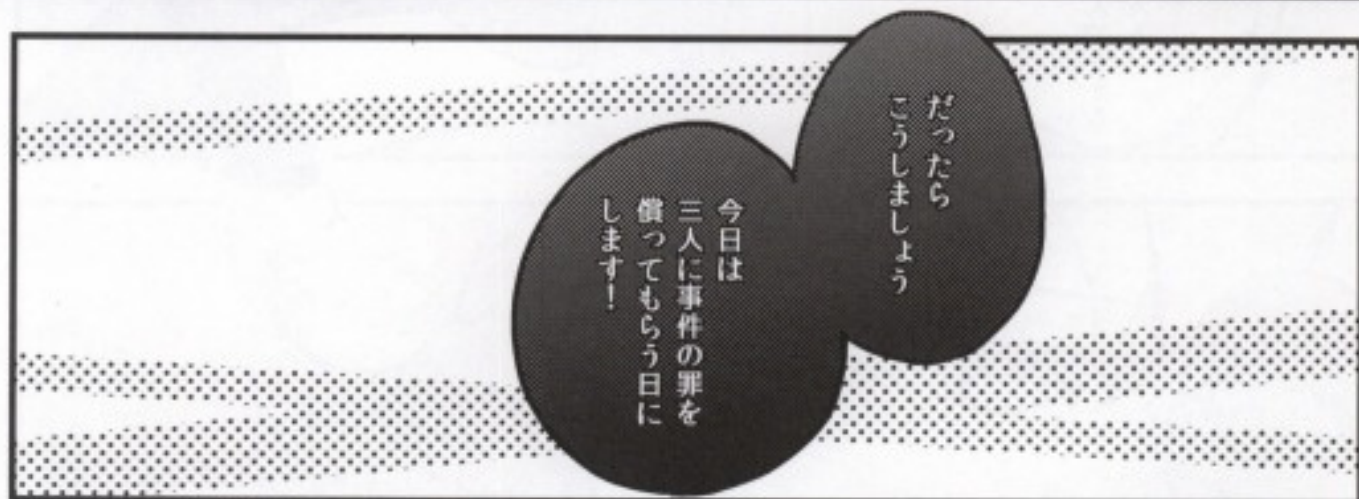 だったら
こうしましょう
今日は
三人に事件の罪を
償ってもらう日に
します!